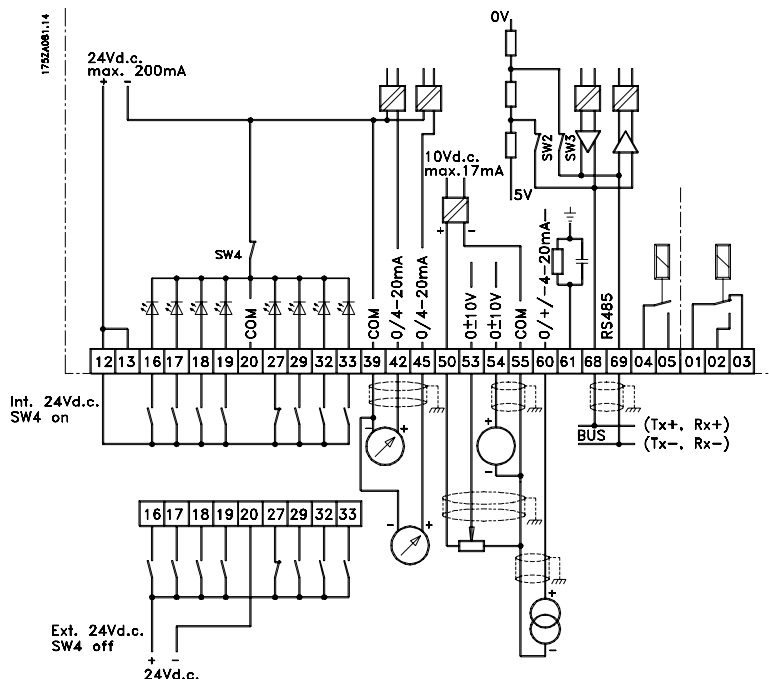 175ZA081.14
24Vd.c.
max. 200mA
+ −
0V
SW2
SW3
5V
10Vd.c.
max.17mA
+ −
SW4
COM
COM
0/4-20mA
0/4-20mA
0±10V
0±10V
COM
0/+/-4-20mA-
RS485
12 13 16 17 18 19 20 27 29 32 33 39 42 45 50 53 54 55 60 61 68 69 04 05 01 02 03
Int. 24Vd.c.
SW4 on
− +
+
−
BUS
(Tx+, Rx+)
(Tx−, Rx−)
16 17 18 19 20 27 29 32 33
− +
Ext. 24Vd.c.
SW4 off
+ −
24Vd.c.
+
−